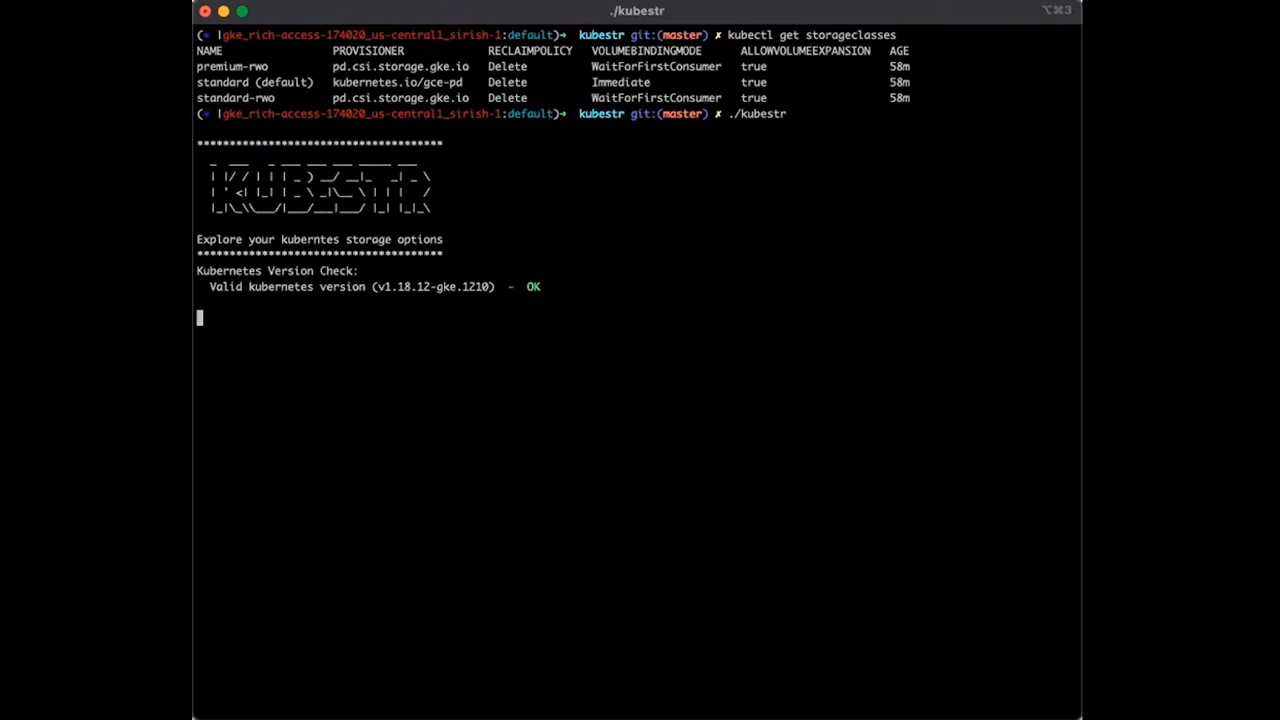 ./kubestr
⌥⌘3
(⎈ |gke_rich-access-174020_us-central1_sirish-1:default)➜ kubestr git:(master) ✗ kubectl get storageclasses
NAME PROVISIONER RECLAIMPOLICY VOLUMEBINDINGMODE ALLOWVOLUMEEXPANSION AGE
premium-rwo pd.csi.storage.gke.io Delete WaitForFirstConsumer true 58m
standard (default) kubernetes.io/gce-pd Delete Immediate true 58m
standard-rwo pd.csi.storage.gke.io Delete WaitForFirstConsumer true 58m
(⎈ |gke_rich-access-174020_us-central1_sirish-1:default)➜ kubestr git:(master) ✗ ./kubestr
**************************************
KUBESTR
Explore your kuberntes storage options
**************************************
Kubernetes Version Check:
Valid kubernetes version (v1.18.12-gke.1210) - OK